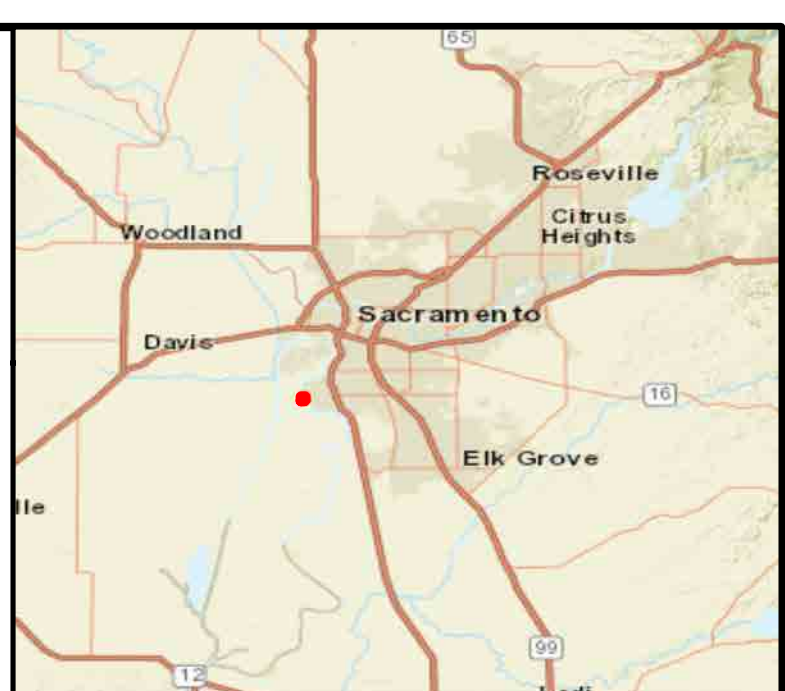 65
Roseville
Citrus
Heights
Woodland
Sacramento
Davis
16
Elk Grove
lle
99
12